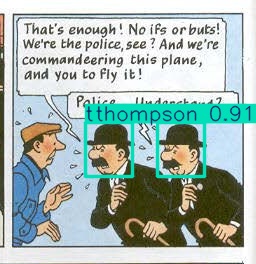 That's enough! No ifs or buts!
We're the police, see? And we're
commandeering this plane,
and you to fly it!
Police. Understand?
tthompson 0.91